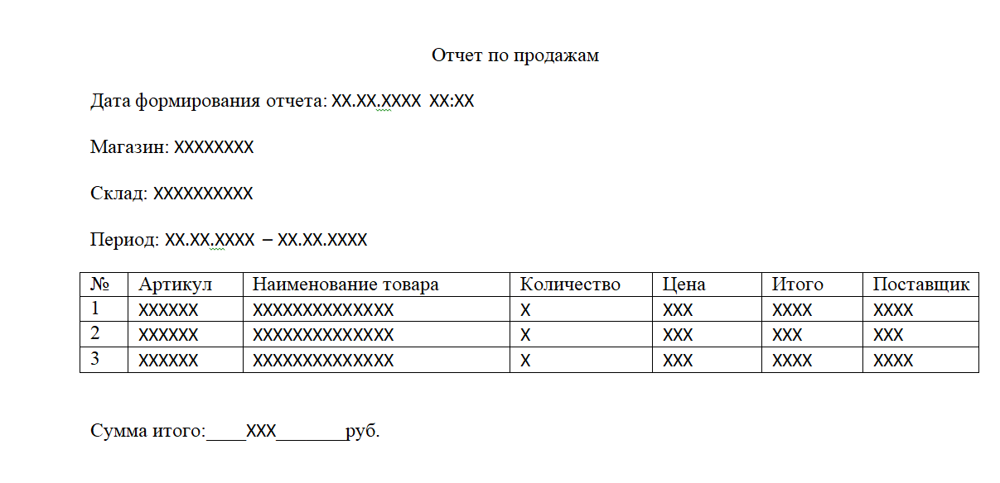 Отчет по продажам
Дата формирования отчета: XX.XX.XXXX XX:XX
Магазин: XXXXXXXX
Склад: XXXXXXXXXX
Период: XX.XX.XXXX – XX.XX.XXXX
№ Артикул Наименование товара Количество Цена Итого Поставщик
1 XXXXXX XXXXXXXXXXXXXX X XXX XXXX XXXX
2 XXXXXX XXXXXXXXXXXXXX X XXX XXX XXX
3 XXXXXX XXXXXXXXXXXXXX X XXX XXXX XXXX
Сумма итого:____XXX_______руб.